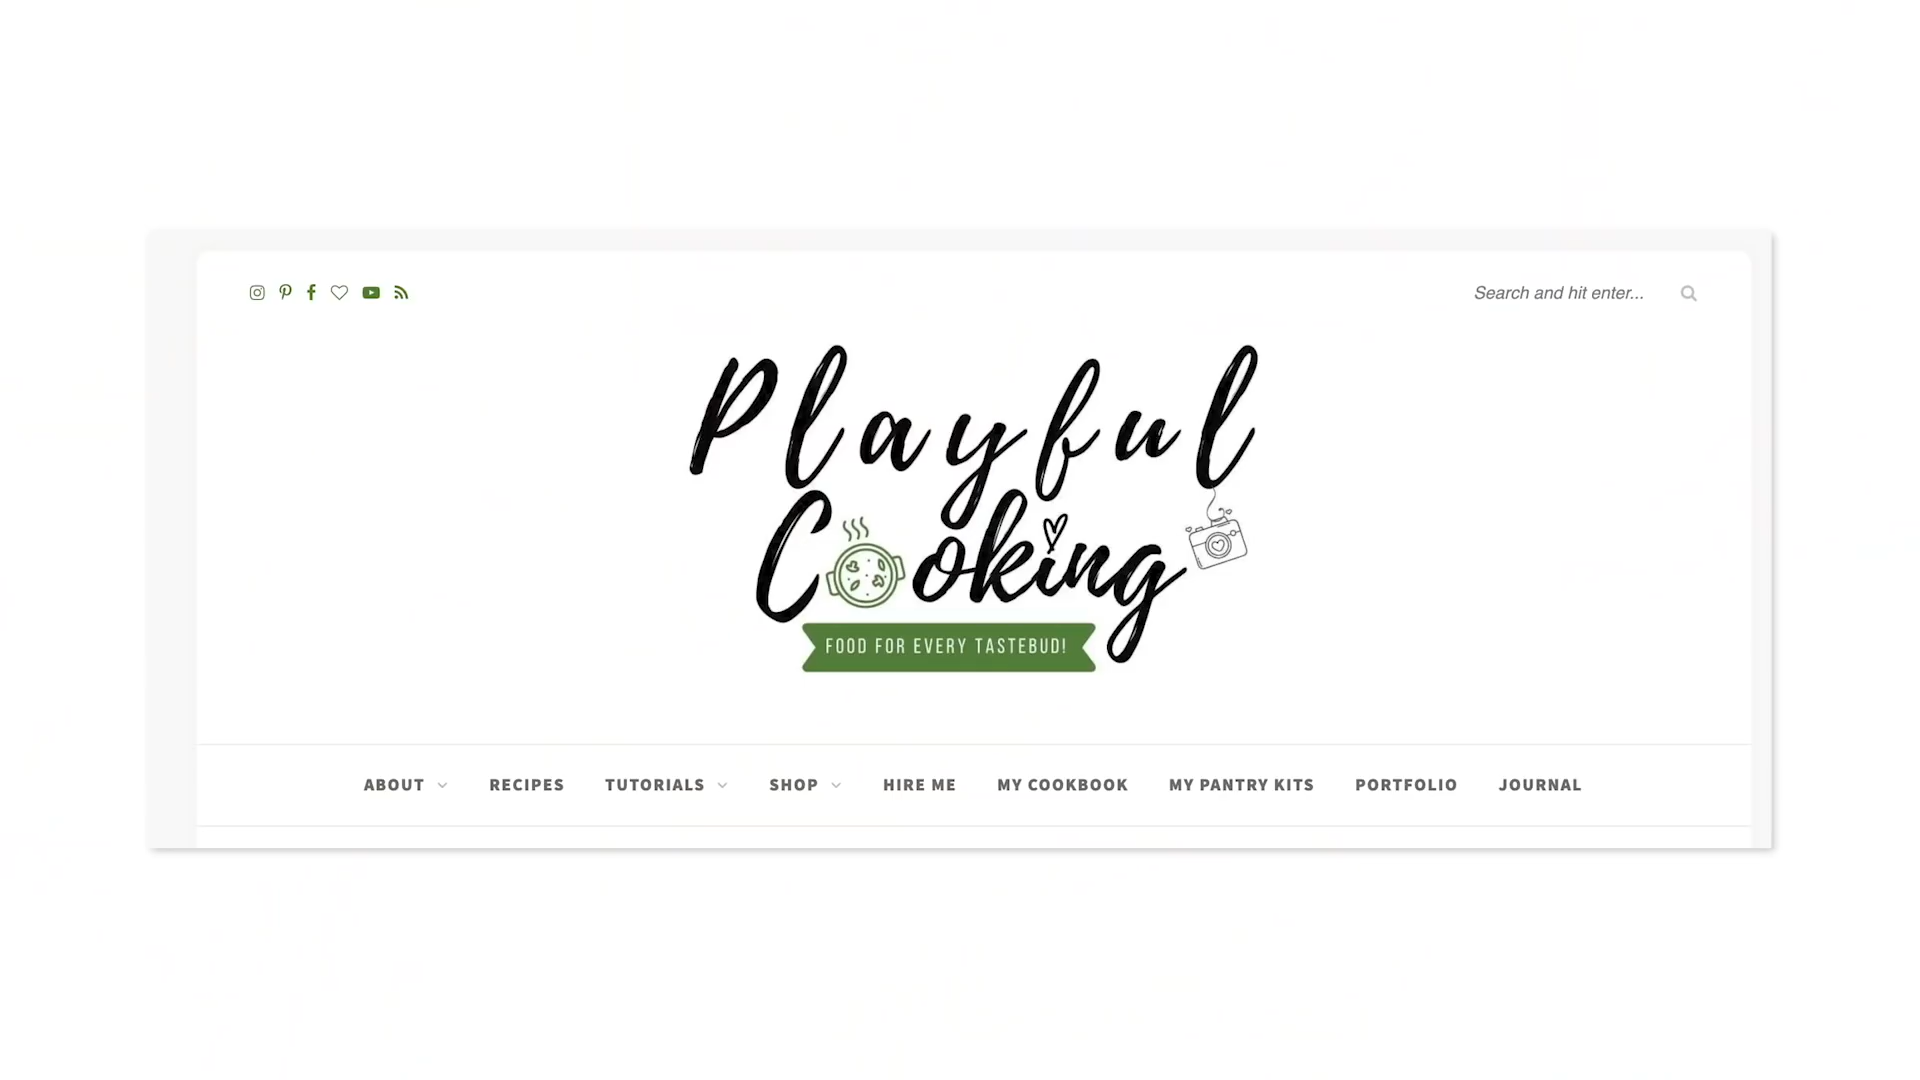 Search and hit enter...
Playful
Cooking
FOOD FOR EVERY TASTEBUD!
ABOUT RECIPES TUTORIALS SHOP HIRE ME MY COOKBOOK MY PANTRY KITS PORTFOLIO JOURNAL